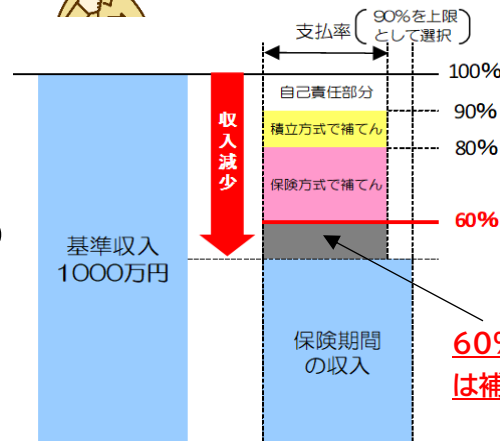 支払率
90%を上限
として選択
100%
自己責任部分
90%
積立方式で補てん
80%
収入減少
保険方式で補てん
60%
基準収入
1000万円
保険期間
の収入
60%
は補